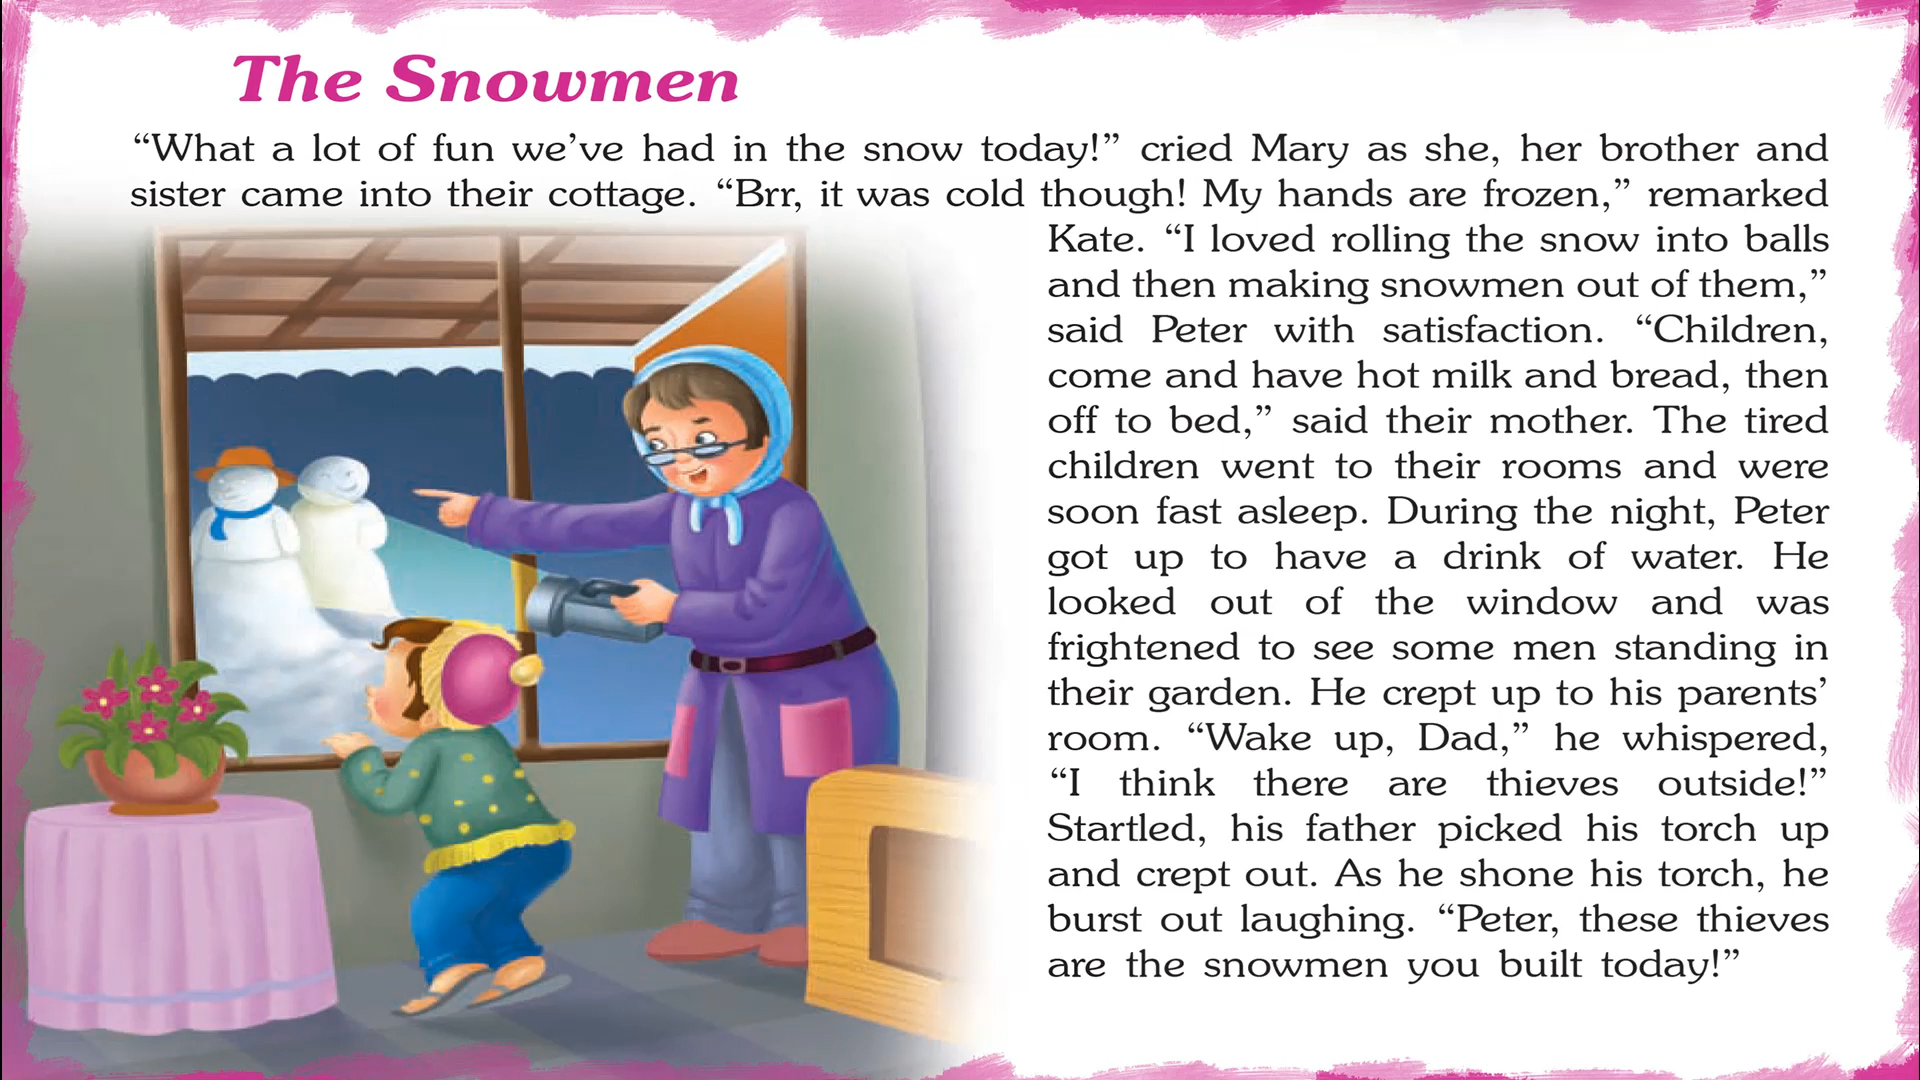 The Snowmen
“What a lot of fun we’ve had in the snow today!” cried Mary as she, her brother and
sister came into their cottage. “Brr, it was cold though! My hands are frozen,” remarked
Kate. “I loved rolling the snow into balls
and then making snowmen out of them,”
said Peter with satisfaction. “Children,
come and have hot milk and bread, then
off to bed,” said their mother. The tired
children went to their rooms and were
soon fast asleep. During the night, Peter
got up to have a drink of water. He
looked out of the window and was
frightened to see some men standing in
their garden. He crept up to his parents’
room. “Wake up, Dad,” he whispered,
“I think there are thieves outside!”
Startled, his father picked his torch up
and crept out. As he shone his torch, he
burst out laughing. “Peter, these thieves
are the snowmen you built today!”